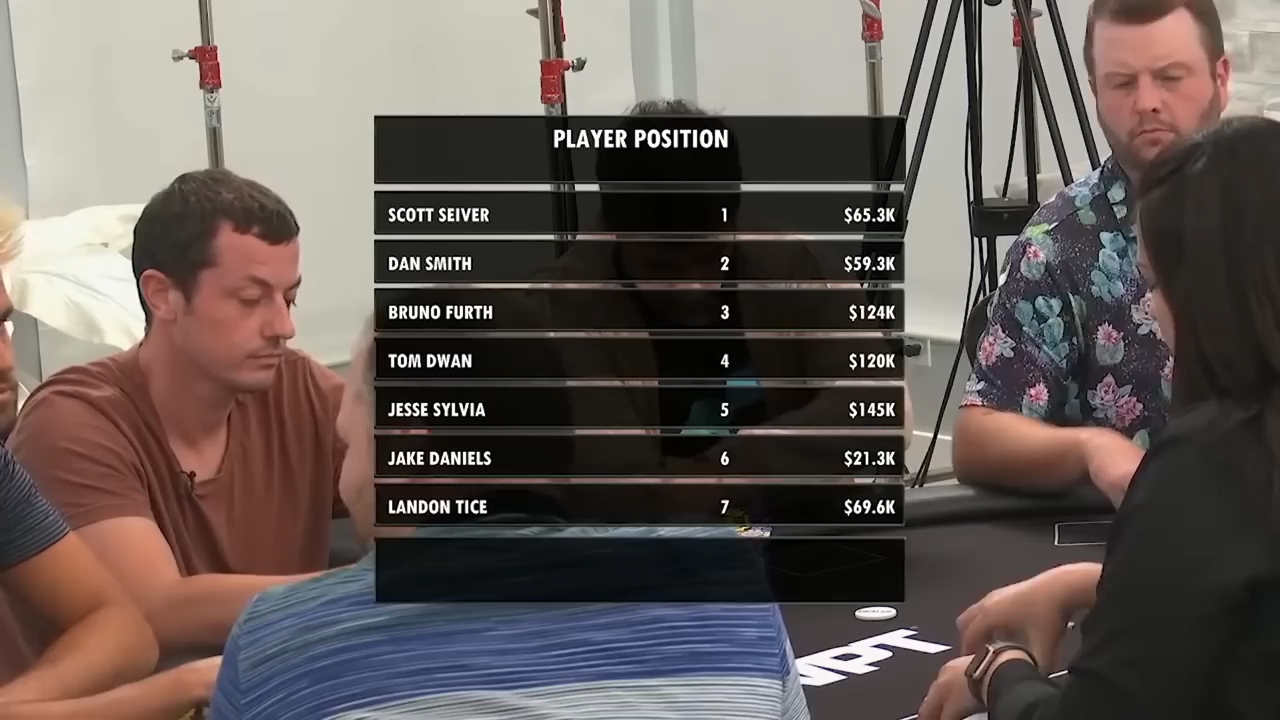 PLAYER POSITION
SCOTT SEIVER 1 $65.3K
DAN SMITH 2 $59.3K
BRUNO FURTH 3 $124K
TOM DWAN 4 $120K
JESSE SYLVIA 5 $145K
JAKE DANIELS 6 $21.3K
LANDON TICE 7 $69.6K
WPT